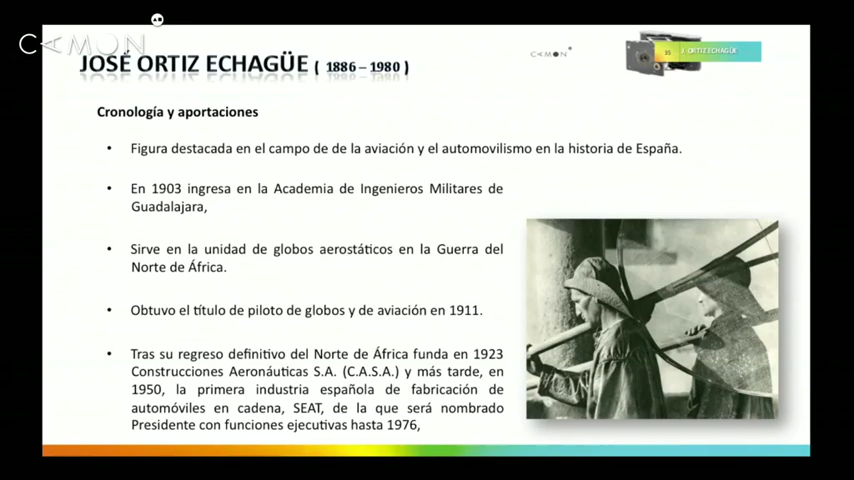 CAMON
JOSÉ ORTIZ ECHAGÜE ( 1886 – 1980 )
CAMON
35
J. ORTIZ ECHAGÜE
Cronología y aportaciones
• Figura destacada en el campo de de la aviación y el automovilismo en la historia de España.
• En 1903 ingresa en la Academia de Ingenieros Militares de
Guadalajara,
• Sirve en la unidad de globos aerostáticos en la Guerra del
Norte de África.
• Obtuvo el título de piloto de globos y de aviación en 1911.
• Tras su regreso definitivo del Norte de África funda en 1923
Construcciones Aeronáuticas S.A. (C.A.S.A.) y más tarde, en
1950, la primera industria española de fabricación de
automóviles en cadena, SEAT, de la que será nombrado
Presidente con funciones ejecutivas hasta 1976,